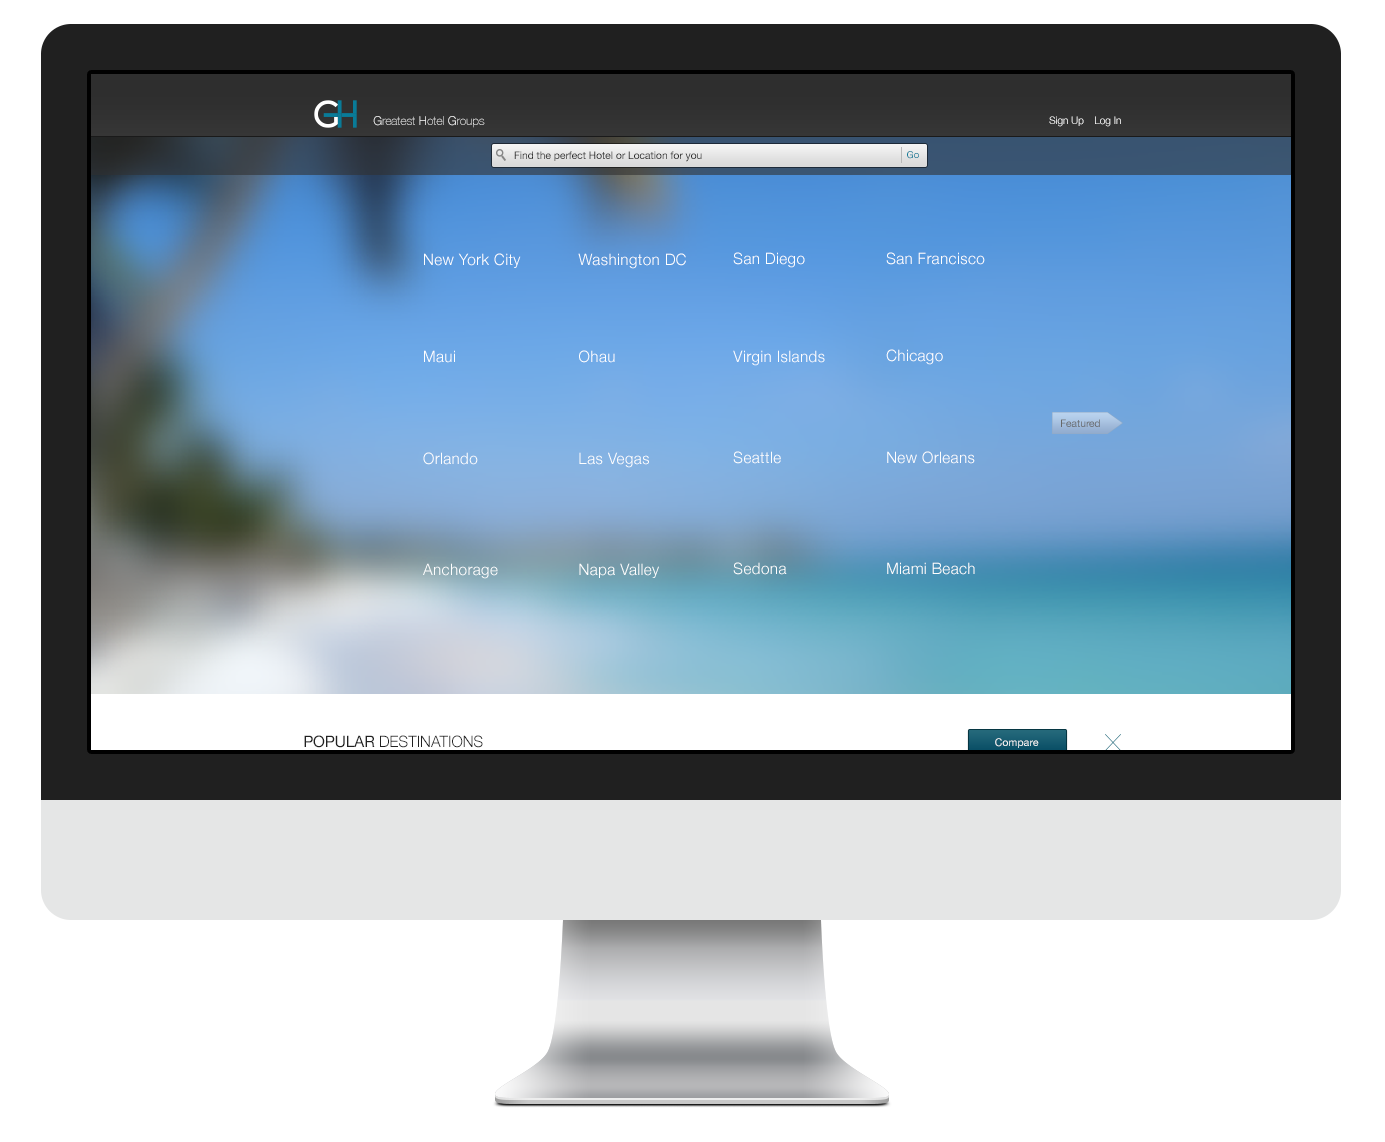 GH Greatest Hotel Groups
Sign Up Log In
Find the perfect Hotel or Location for you Go
New York City Washington DC San Diego San Francisco
Maui Ohau Virgin Islands Chicago
Featured
Orlando Las Vegas Seattle New Orleans
Anchorage Napa Valley Sedona Miami Beach
POPULAR DESTINATIONS Compare